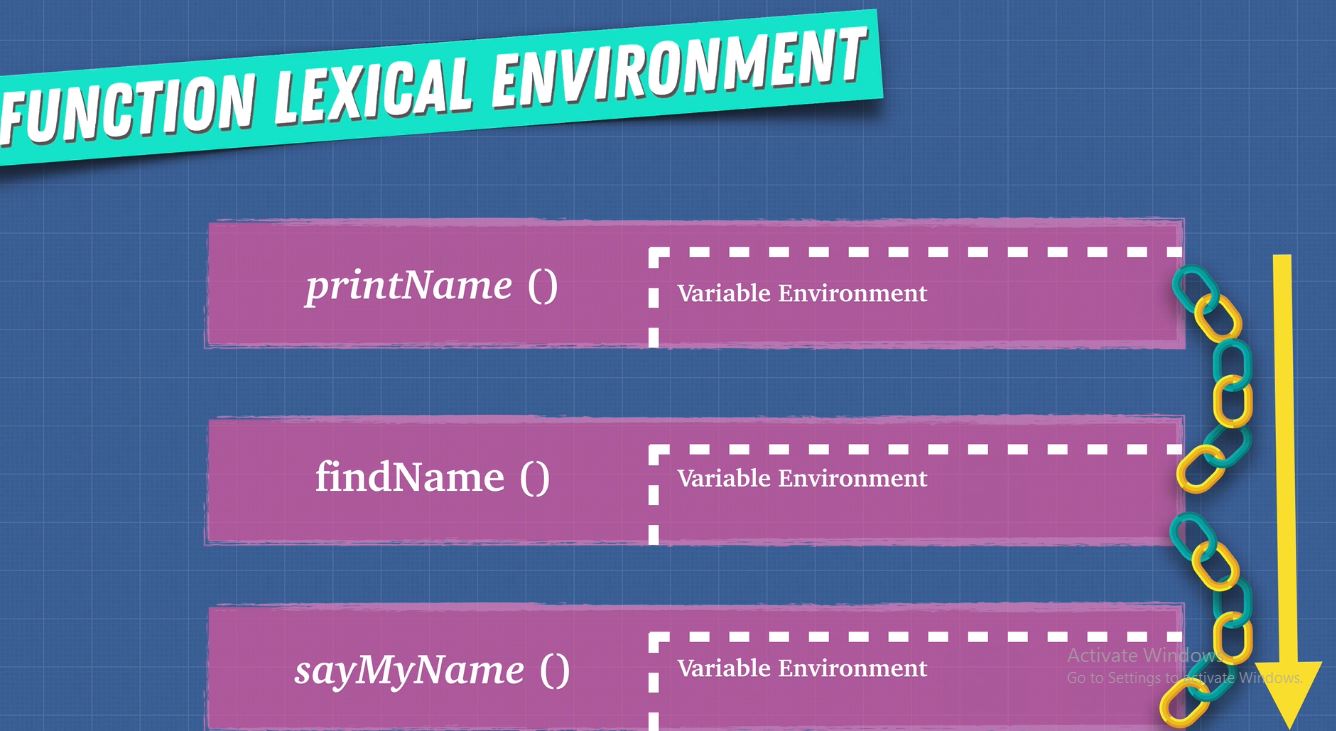 FUNCTION LEXICAL ENVIRONMENT
printName ()
Variable Environment
findName ()
Variable Environment
sayMyName ()
Variable Environment
Activate Windows
Go to Settings to activate Windows.